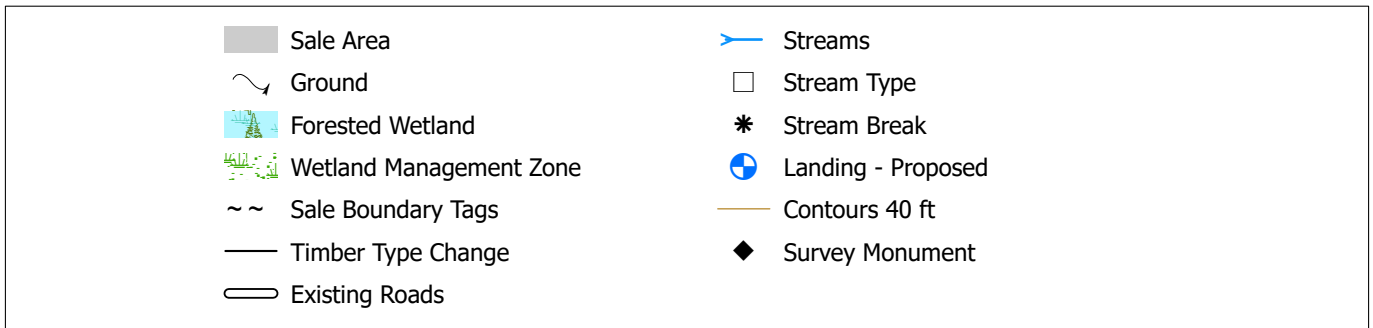 Sale Area
Ground
Forested Wetland
Wetland Management Zone
Sale Boundary Tags
Timber Type Change
Existing Roads
Streams
Stream Type
Stream Break
Landing - Proposed
Contours 40 ft
Survey Monument